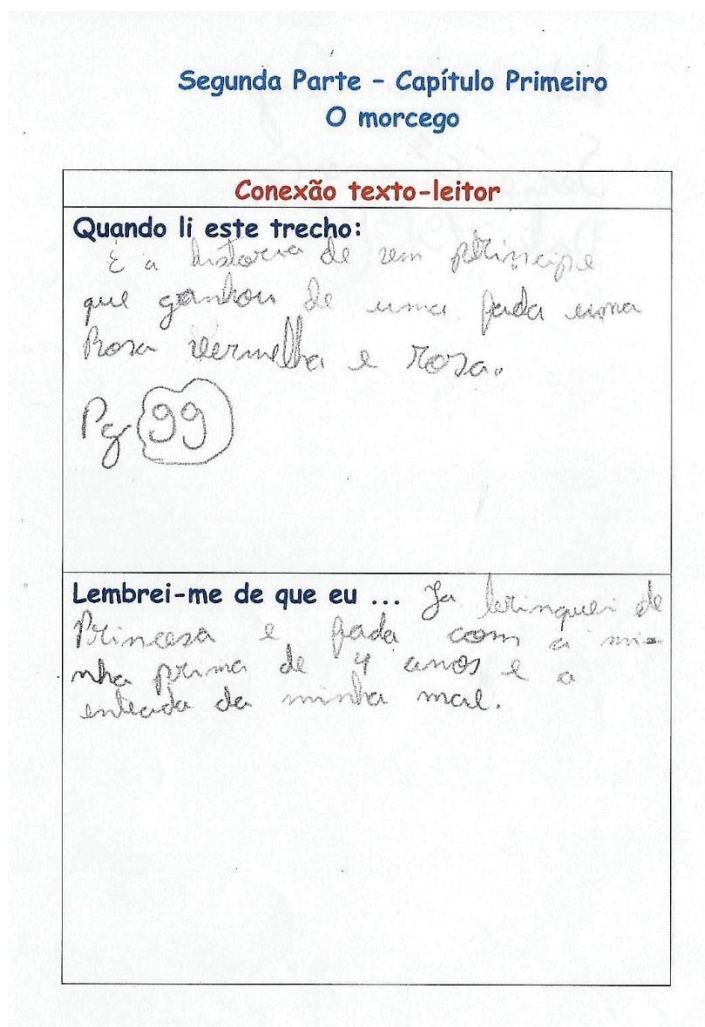 Segunda Parte – Capítulo Primeiro
O morcego
Conexão texto-leitor
Quando li este trecho:
É a historia de um principe
que ganhou de uma fada uma
Rosa vermelha e rosa.
Pg 99
Lembrei-me de que eu ... Ja brinquei de
Princesa e fada com a mi-
nha prima de 4 anos e a
enteada da minha mãe.